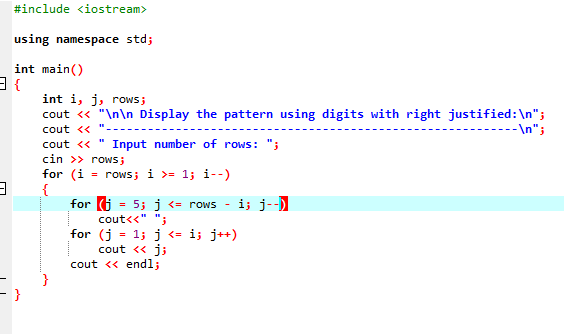 #include <iostream>
using namespace std;
int main()
{
int i, j, rows;
cout << "\n\n Display the pattern using digits with right justified:\n";
cout << "-----------------------------------------------------------\n";
cout << " Input number of rows: ";
cin >> rows;
for (i = rows; i >= 1; i--)
{
for (j = 5; j <= rows - i; j--)
cout<<" ";
for (j = 1; j <= i; j++)
cout << j;
cout << endl;
}
}